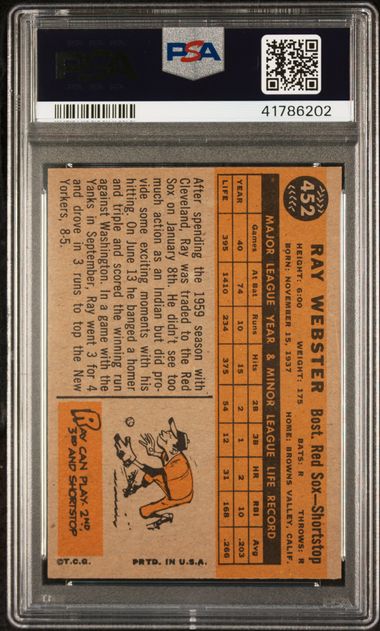 PSA
PSA
41786202
452
RAY WEBSTER Bost. Red Sox—Shortstop
HEIGHT: 6:00 WEIGHT: 175 BATS: R THROWS: R
BORN: NOVEMBER 15, 1937 HOME: BROWNS VALLEY, CALIF.
MAJOR LEAGUE YEAR & MINOR LEAGUE LIFE RECORD
Games At Bat Runs Hits 2B 3B HR RBI Avg
YEAR 40 74 10 15 2 1 2 10 .203
LIFE 395 1410 234 375 54 12 31 168 .266
After spending the 1959 season with
Cleveland, Ray was traded to the Red
Sox on January 8th. He didn't see too
much action as an Indian but did pro-
vide some exciting moments with his
hitting. On June 13 he banged a homer
and triple and scored the winning run
against Washington. In a game with the
Yanks in September, Ray went 3 for 4
and drove in 3 runs to top the New
Yorkers, 8-5.
RAY CAN PLAY 2ND
3RD AND SHORTSTOP
©T.C.G. PRTD. IN U.S.A.